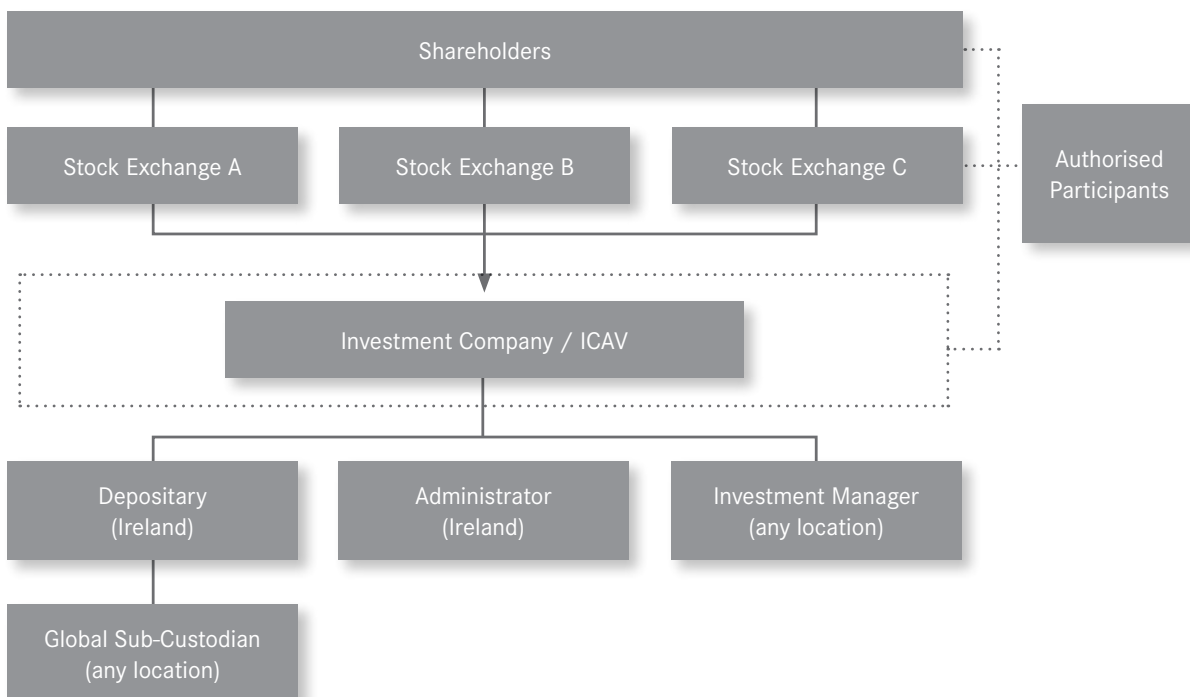 Shareholders
Stock Exchange A
Stock Exchange B
Stock Exchange C
Authorised
Participants
Investment Company / ICAV
Depositary
(Ireland)
Administrator
(Ireland)
Investment Manager
(any location)
Global Sub-Custodian
(any location)